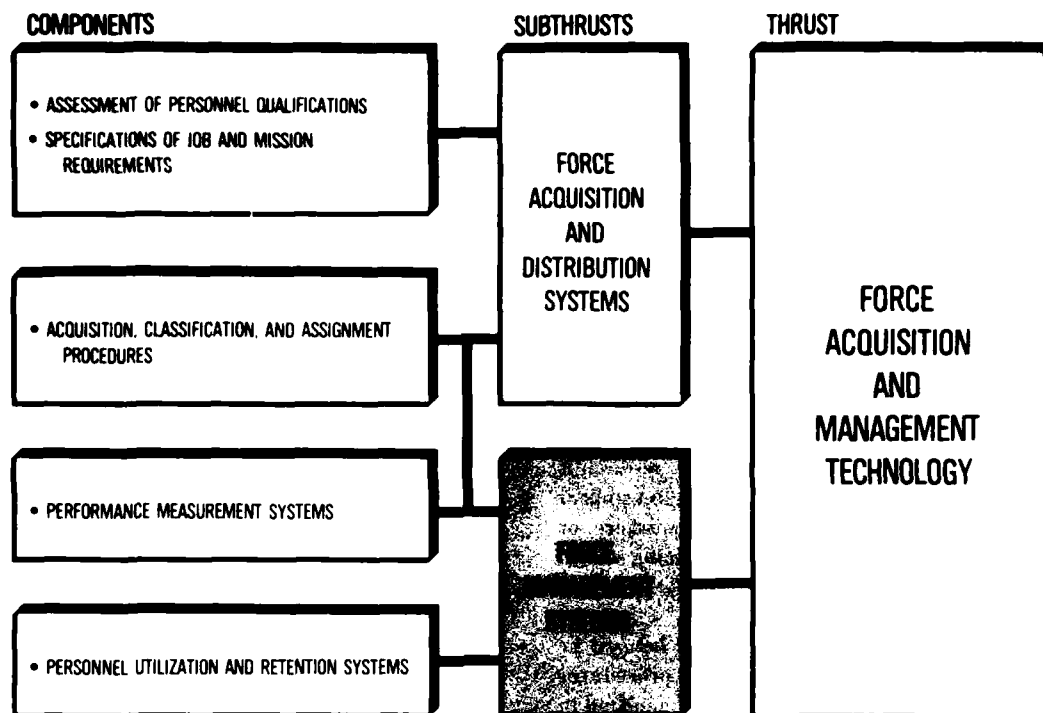 COMPONENTS
SUBTHRUSTS
THRUST
• ASSESSMENT OF PERSONNEL QUALIFICATIONS
• SPECIFICATIONS OF JOB AND MISSION
REQUIREMENTS
• ACQUISITION, CLASSIFICATION, AND ASSIGNMENT
PROCEDURES
• PERFORMANCE MEASUREMENT SYSTEMS
• PERSONNEL UTILIZATION AND RETENTION SYSTEMS
FORCE
ACQUISITION
AND
DISTRIBUTION
SYSTEMS
FORCE
ACQUISITION
AND
MANAGEMENT
TECHNOLOGY